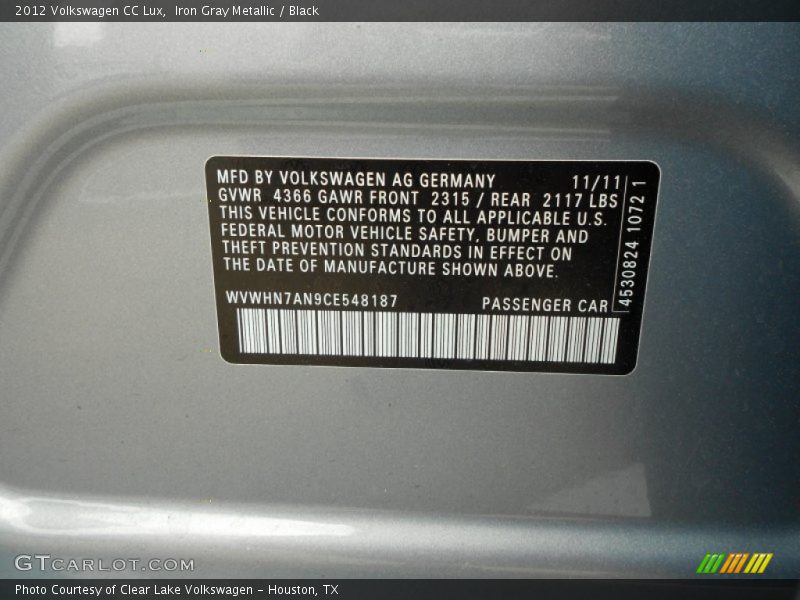 2012 Volkswagen CC Lux,  Iron Gray Metallic / Black
MFD BY VOLKSWAGEN AG GERMANY 11/11
GVWR 4366 GAWR FRONT 2315 / REAR 2117 LBS
THIS VEHICLE CONFORMS TO ALL APPLICABLE U.S.
FEDERAL MOTOR VEHICLE SAFETY, BUMPER AND
THEFT PREVENTION STANDARDS IN EFFECT ON
THE DATE OF MANUFACTURE SHOWN ABOVE.
WVWHN7AN9CE548187 PASSENGER CAR
4530824 1072 1
GTCARLOT.COM
Photo Courtesy of Clear Lake Volkswagen - Houston, TX